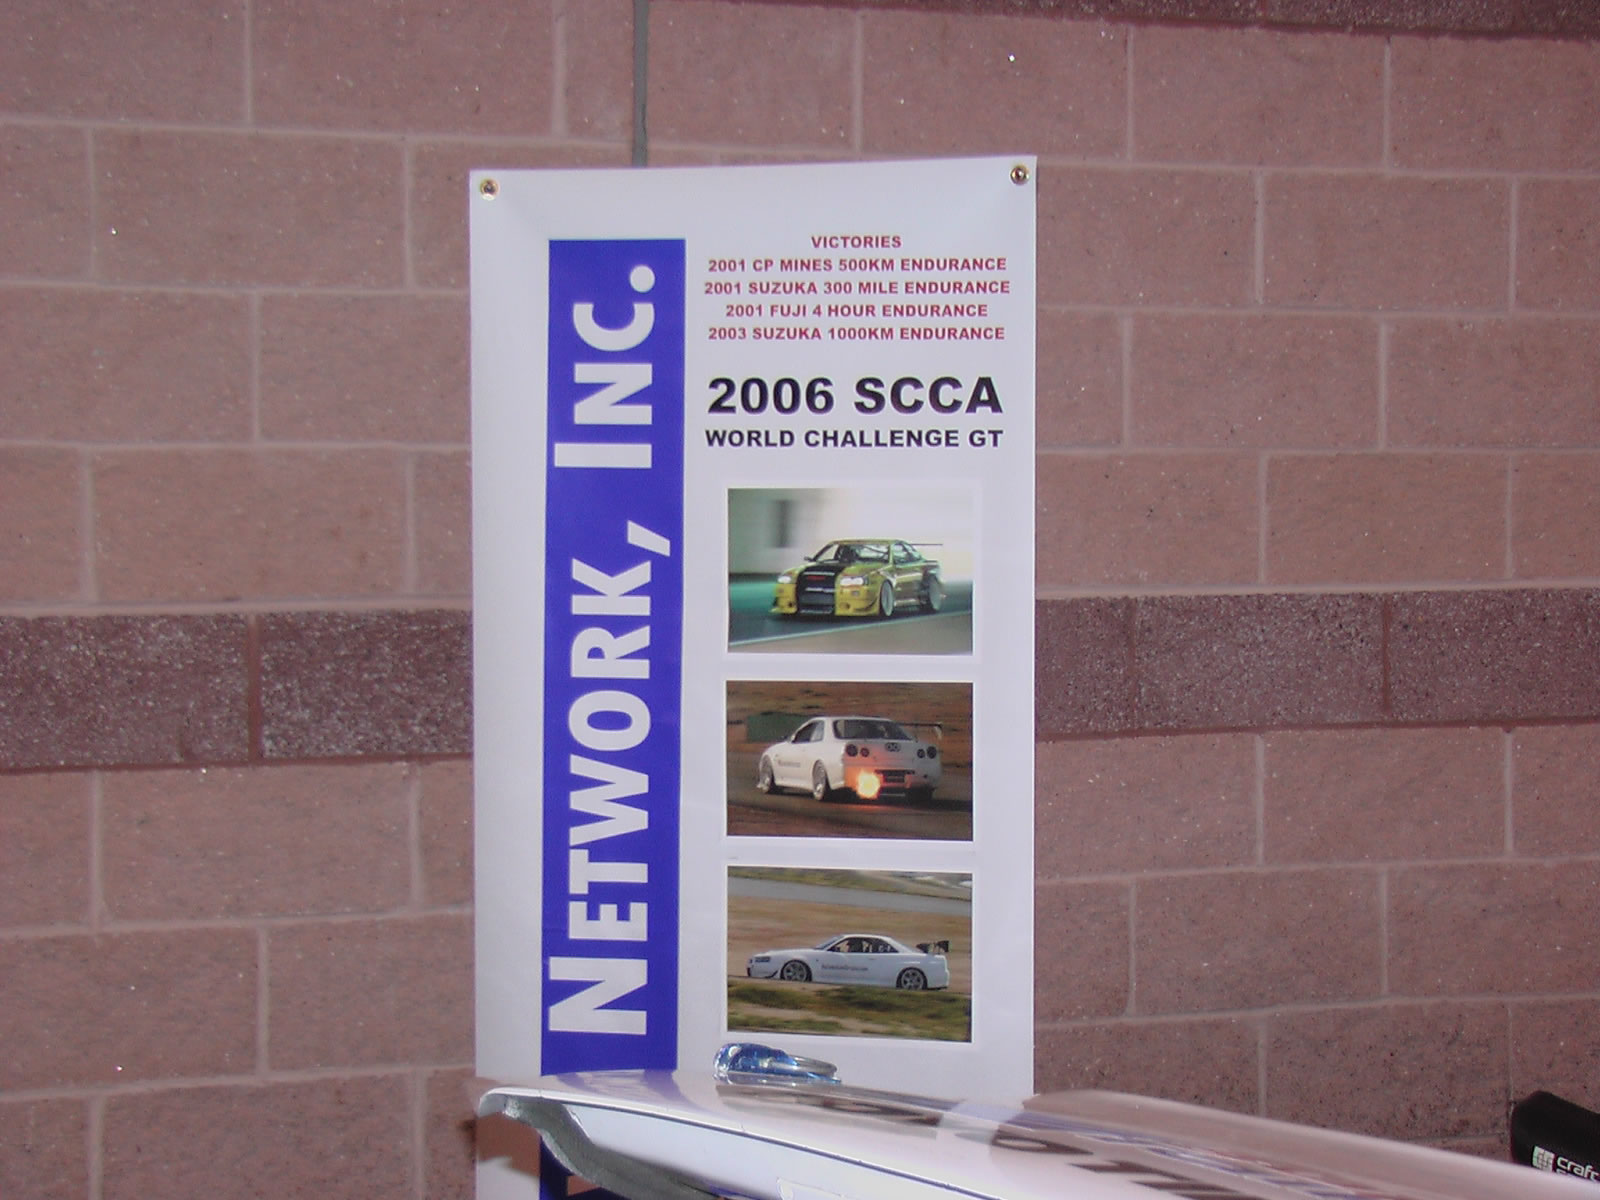 NETWORK, INC.
VICTORIES
2001 CP MINES 500KM ENDURANCE
2001 SUZUKA 300 MILE ENDURANCE
2001 FUJI 4 HOUR ENDURANCE
2003 SUZUKA 1000KM ENDURANCE
2006 SCCA
WORLD CHALLENGE GT